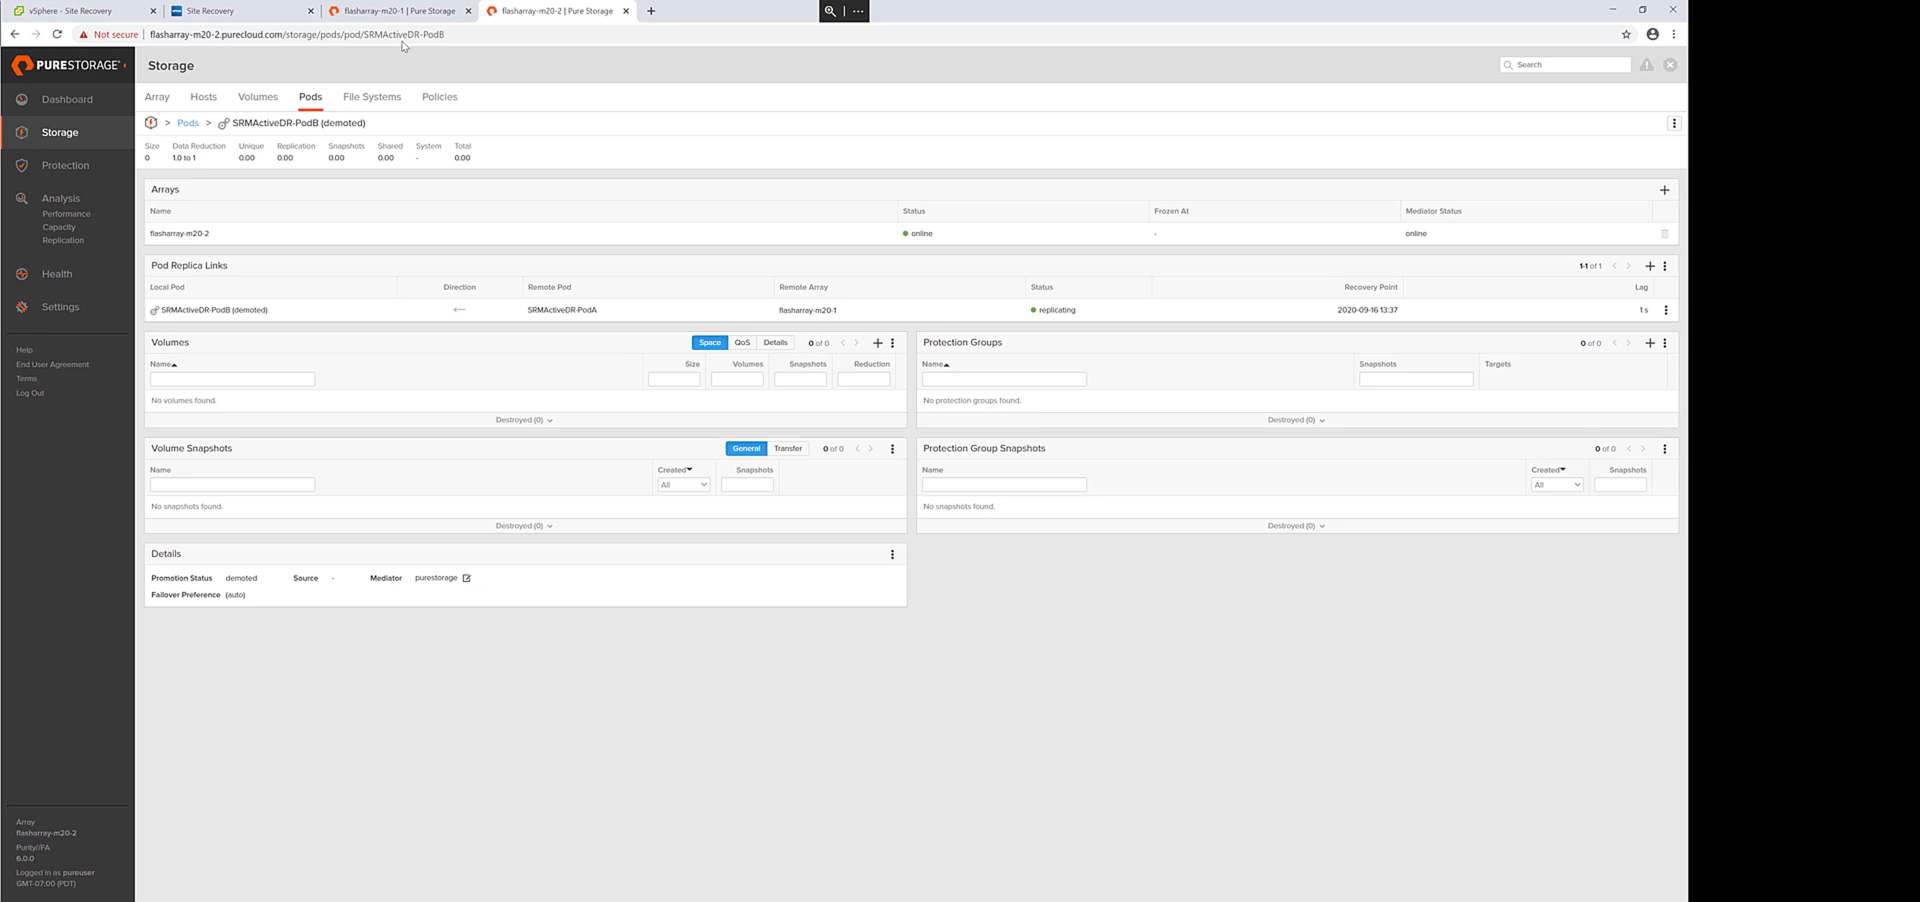 vSphere - Site Recovery
Site Recovery
flasharray-m20-1 | Pure Storage
flasharray-m20-2 | Pure Storage
Not secure
flasharray-m20-2.purecloud.com/storage/pods/pod/SRMActiveDR-PodB
PURESTORAGE
Storage
Search
Dashboard
Storage
Protection
Analysis
Performance
Capacity
Replication
Health
Settings
Help
End User Agreement
Terms
Log Out
Array
flasharray-m20-2
Purity//FA
6.0.0
Logged in as pureuser
GMT-07:00 (PDT)
Array Hosts Volumes Pods File Systems Policies
> Pods > SRMActiveDR-PodB (demoted)
Size Data Reduction Unique Replication Snapshots Shared System Total
0 1.0 to 1 0.00 0.00 0.00 0.00 - 0.00
Arrays
Name Status Frozen At Mediator Status
flasharray-m20-2 online - online
Pod Replica Links 1-1 of 1
Local Pod Direction Remote Pod Remote Array Status Recovery Point Lag
SRMActiveDR-PodB (demoted) SRMActiveDR-PodA flasharray-m20-1 replicating 2020-09-16 13:37 1 s
Volumes Space QoS Details 0 of 0
Name Size Volumes Snapshots Reduction
No volumes found.
Destroyed (0)
Protection Groups 0 of 0
Name Snapshots Targets
No protection groups found.
Destroyed (0)
Volume Snapshots General Transfer 0 of 0
Name Created Snapshots
All
No snapshots found.
Destroyed (0)
Protection Group Snapshots 0 of 0
Name Created Snapshots
All
No snapshots found.
Destroyed (0)
Details
Promotion Status demoted Source - Mediator purestorage
Failover Preference (auto)